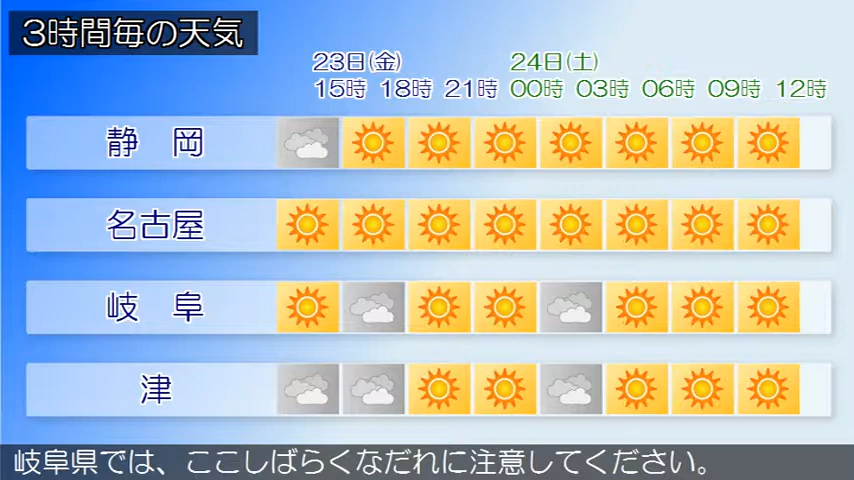 3時間毎の天気
23日(金) 24日(土)
15時 18時 21時 00時 03時 06時 09時 12時
静 岡
名古屋
岐 阜
津
岐阜県では、ここしばらくなだれに注意してください。